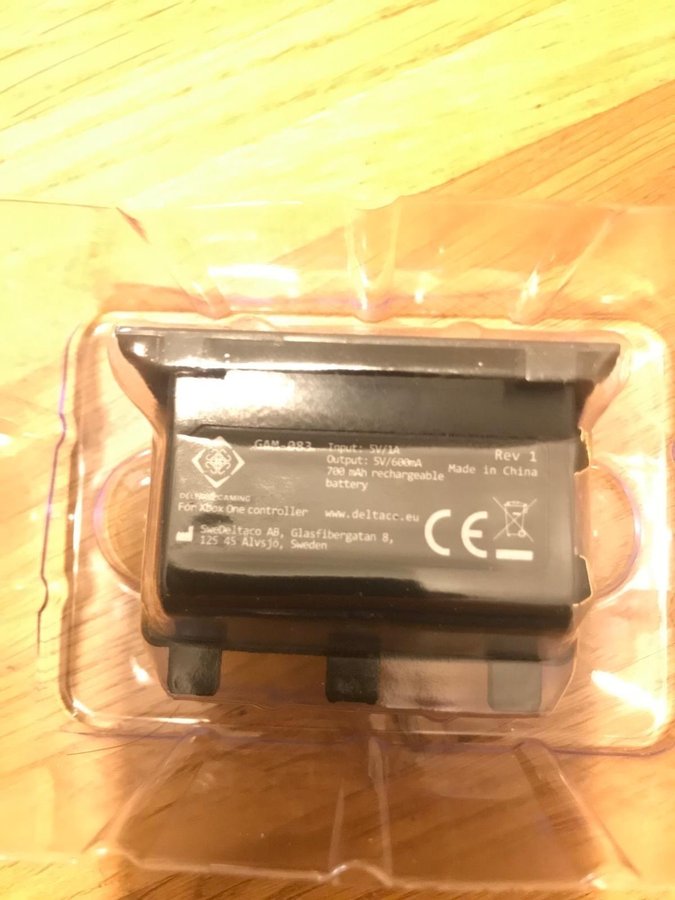 GAM-083
Input: 5V/1A
Output: 5V/600mA
700 mAh rechargeable
battery
Rev 1
Made in China
DELTACO GAMING
For Xbox One controller
www.deltaco.eu
CE
SweDeltaco AB, Glasfibergatan 8,
125 45 Älvsjö, Sweden